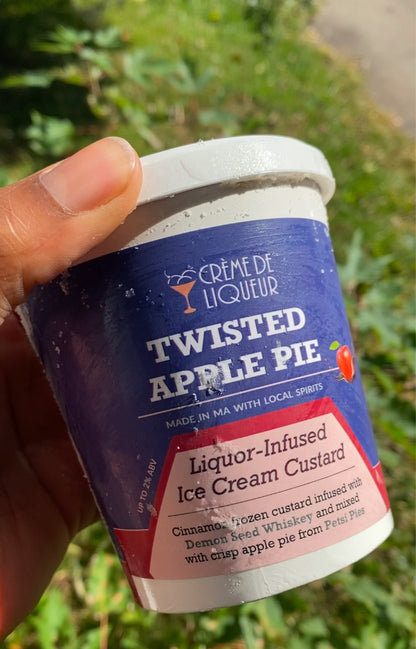 CRÈME DE
LIQUEUR
TWISTED
APPLE PIE
MADE IN MA WITH LOCAL SPIRITS
UP TO 2% ABV
Liquor-Infused
Ice Cream Custard
Cinnamon frozen custard infused with
Demon Seed Whiskey and mixed
with crisp apple pie from Petsi Pies